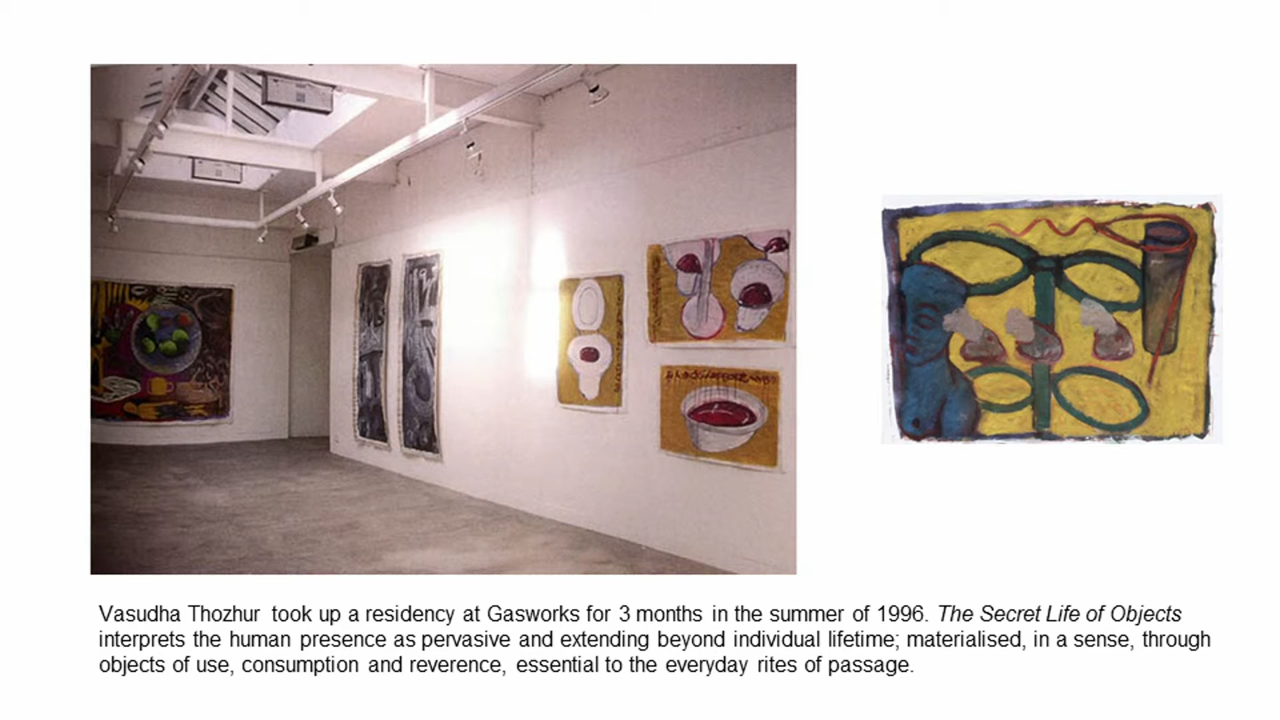 Vasudha Thozhur took up a residency at Gasworks for 3 months in the summer of 1996. The Secret Life of Objects
interprets the human presence as pervasive and extending beyond individual lifetime; materialised, in a sense, through
objects of use, consumption and reverence, essential to the everyday rites of passage.